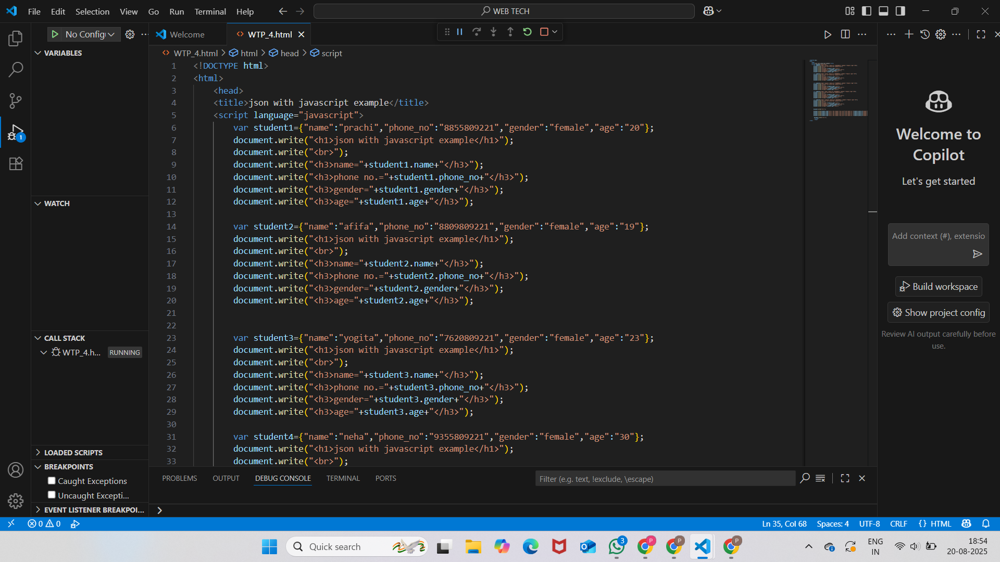 File Edit Selection View Go Run Terminal Help
WEB TECH
No Config
Welcome
WTP_4.html
WTP_4.html > html > head > script
VARIABLES
WATCH
CALL STACK
WTP_4.h... RUNNING
LOADED SCRIPTS
BREAKPOINTS
Caught Exceptions
Uncaught Excepti...
EVENT LISTENER BREAKPOI...
1
1 <!DOCTYPE html>
2 <html>
3 <head>
4 <title>json with javascript example</title>
5 <script language="javascript">
6 var student1={"name":"prachi","phone_no":"8855809221","gender":"female","age":"20"};
7 document.write("<h1>json with javascript example</h1>");
8 document.write("<br>");
9 document.write("<h3>name="+student1.name+"</h3>");
10 document.write("<h3>phone no.="+student1.phone_no+"</h3>");
11 document.write("<h3>gender="+student1.gender+"</h3>");
12 document.write("<h3>age="+student1.age+"</h3>");
13
14 var student2={"name":"afifa","phone_no":"8809809221","gender":"female","age":"19"};
15 document.write("<h1>json with javascript example</h1>");
16 document.write("<br>");
17 document.write("<h3>name="+student2.name+"</h3>");
18 document.write("<h3>phone no.="+student2.phone_no+"</h3>");
19 document.write("<h3>gender="+student2.gender+"</h3>");
20 document.write("<h3>age="+student2.age+"</h3>");
21
22
23 var student3={"name":"yogita","phone_no":"7620809221","gender":"female","age":"23"};
24 document.write("<h1>json with javascript example</h1>");
25 document.write("<br>");
26 document.write("<h3>name="+student3.name+"</h3>");
27 document.write("<h3>phone no.="+student3.phone_no+"</h3>");
28 document.write("<h3>gender="+student3.gender+"</h3>");
29 document.write("<h3>age="+student3.age+"</h3>");
30
31 var student4={"name":"neha","phone_no":"9355809221","gender":"female","age":"30"};
32 document.write("<h1>json with javascript example</h1>");
33 document.write("<br>");
Welcome to
Copilot
Let's get started
Add context (#), extensio
Build workspace
Show project config
Review AI output carefully before
use.
PROBLEMS OUTPUT DEBUG CONSOLE TERMINAL PORTS
Filter (e.g. text, !exclude, \escape)
0 0
Ln 35, Col 68 Spaces: 4 UTF-8 CRLF {} HTML
Quick search
3
P
P
P
ENG
IN
18:54
20-08-2025